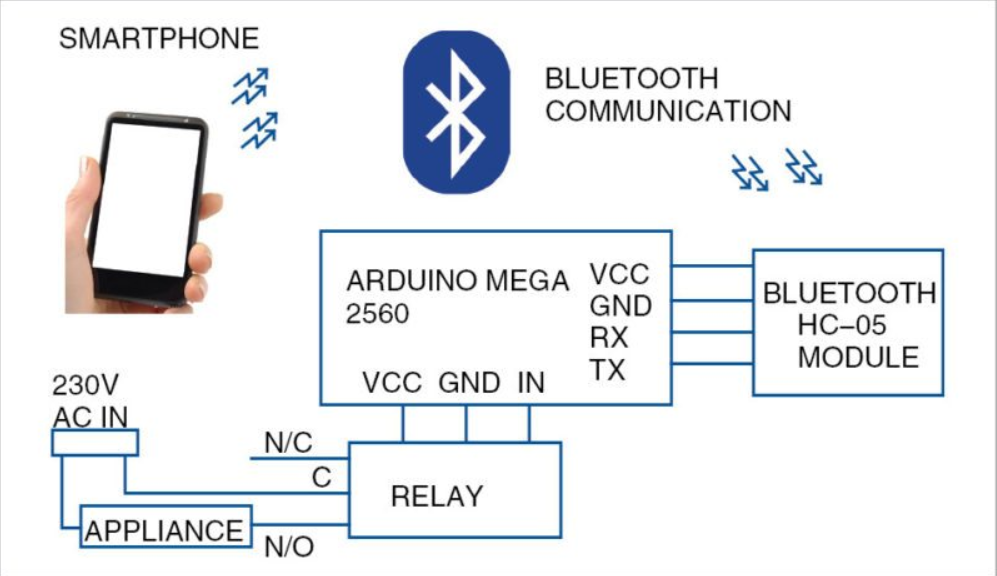 SMARTPHONE
BLUETOOTH
COMMUNICATION
ARDUINO MEGA
2560
VCC
GND
RX
TX
BLUETOOTH
HC–05
MODULE
VCC GND IN
230V
AC IN
N/C
C
RELAY
APPLIANCE
N/O